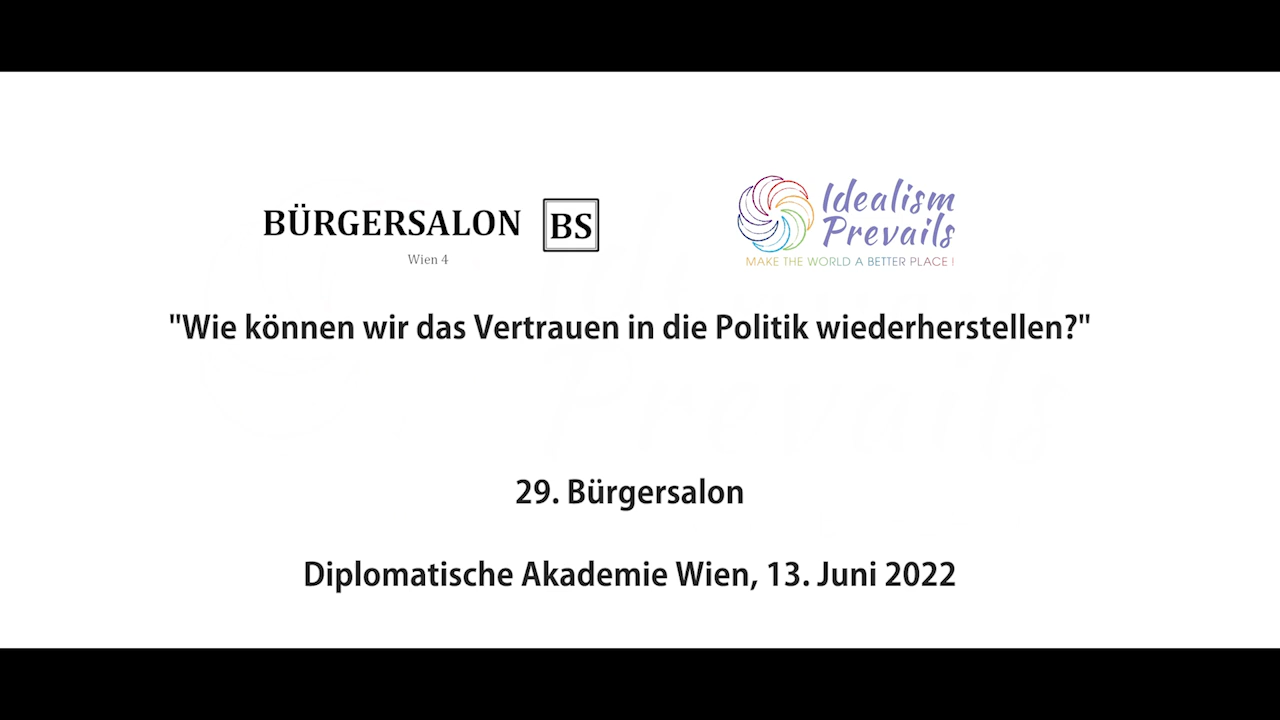 BÜRGERSALON BS
Wien 4
Idealism
Prevails
MAKE THE WORLD A BETTER PLACE !
"Wie können wir das Vertrauen in die Politik wiederherstellen?"
29. Bürgersalon
Diplomatische Akademie Wien, 13. Juni 2022